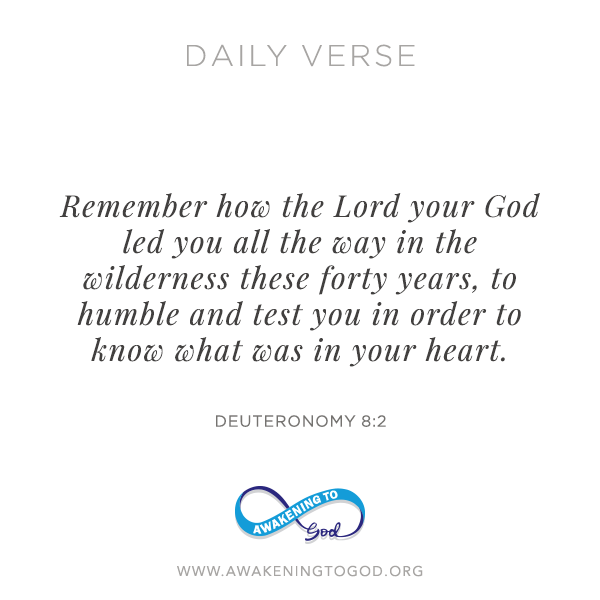 DAILY VERSE
Remember how the Lord your God
led you all the way in the
wilderness these forty years, to
humble and test you in order to
know what was in your heart.
DEUTERONOMY 8:2
AWAKENING TO
God
WWW.AWAKENINGTOGOD.ORG